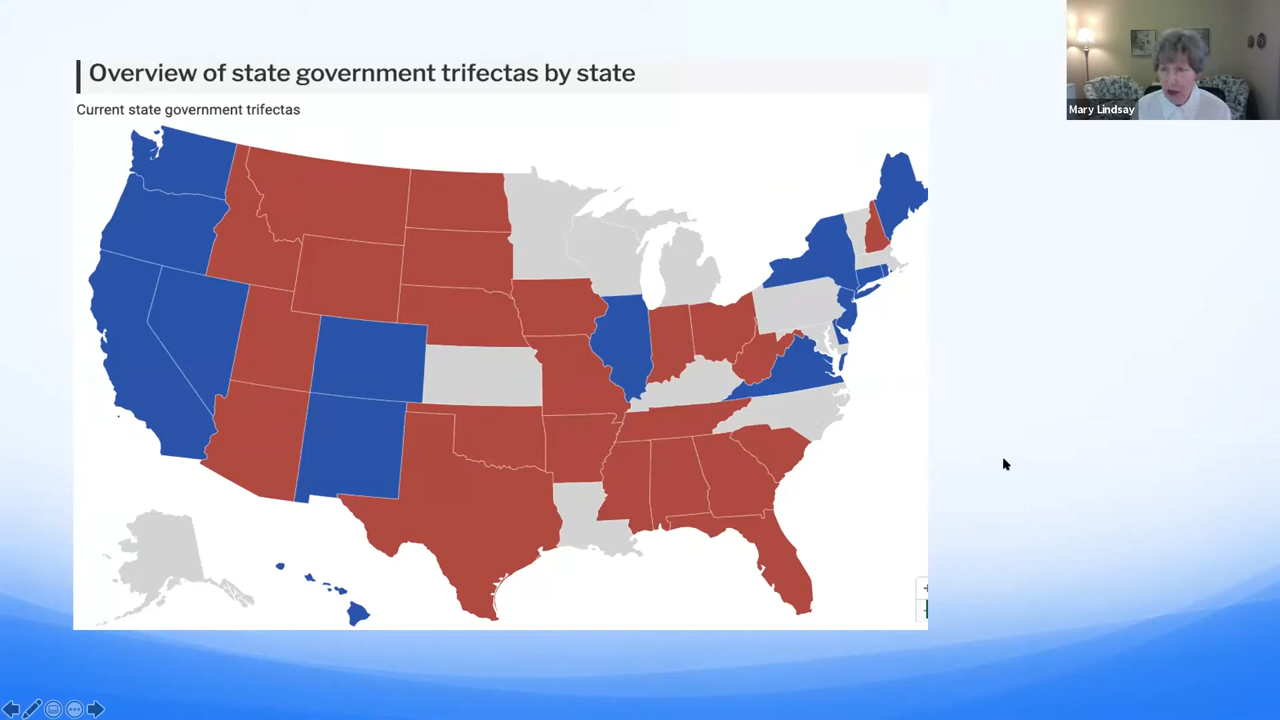 Overview of state government trifectas by state
Current state government trifectas
Mary Lindsay